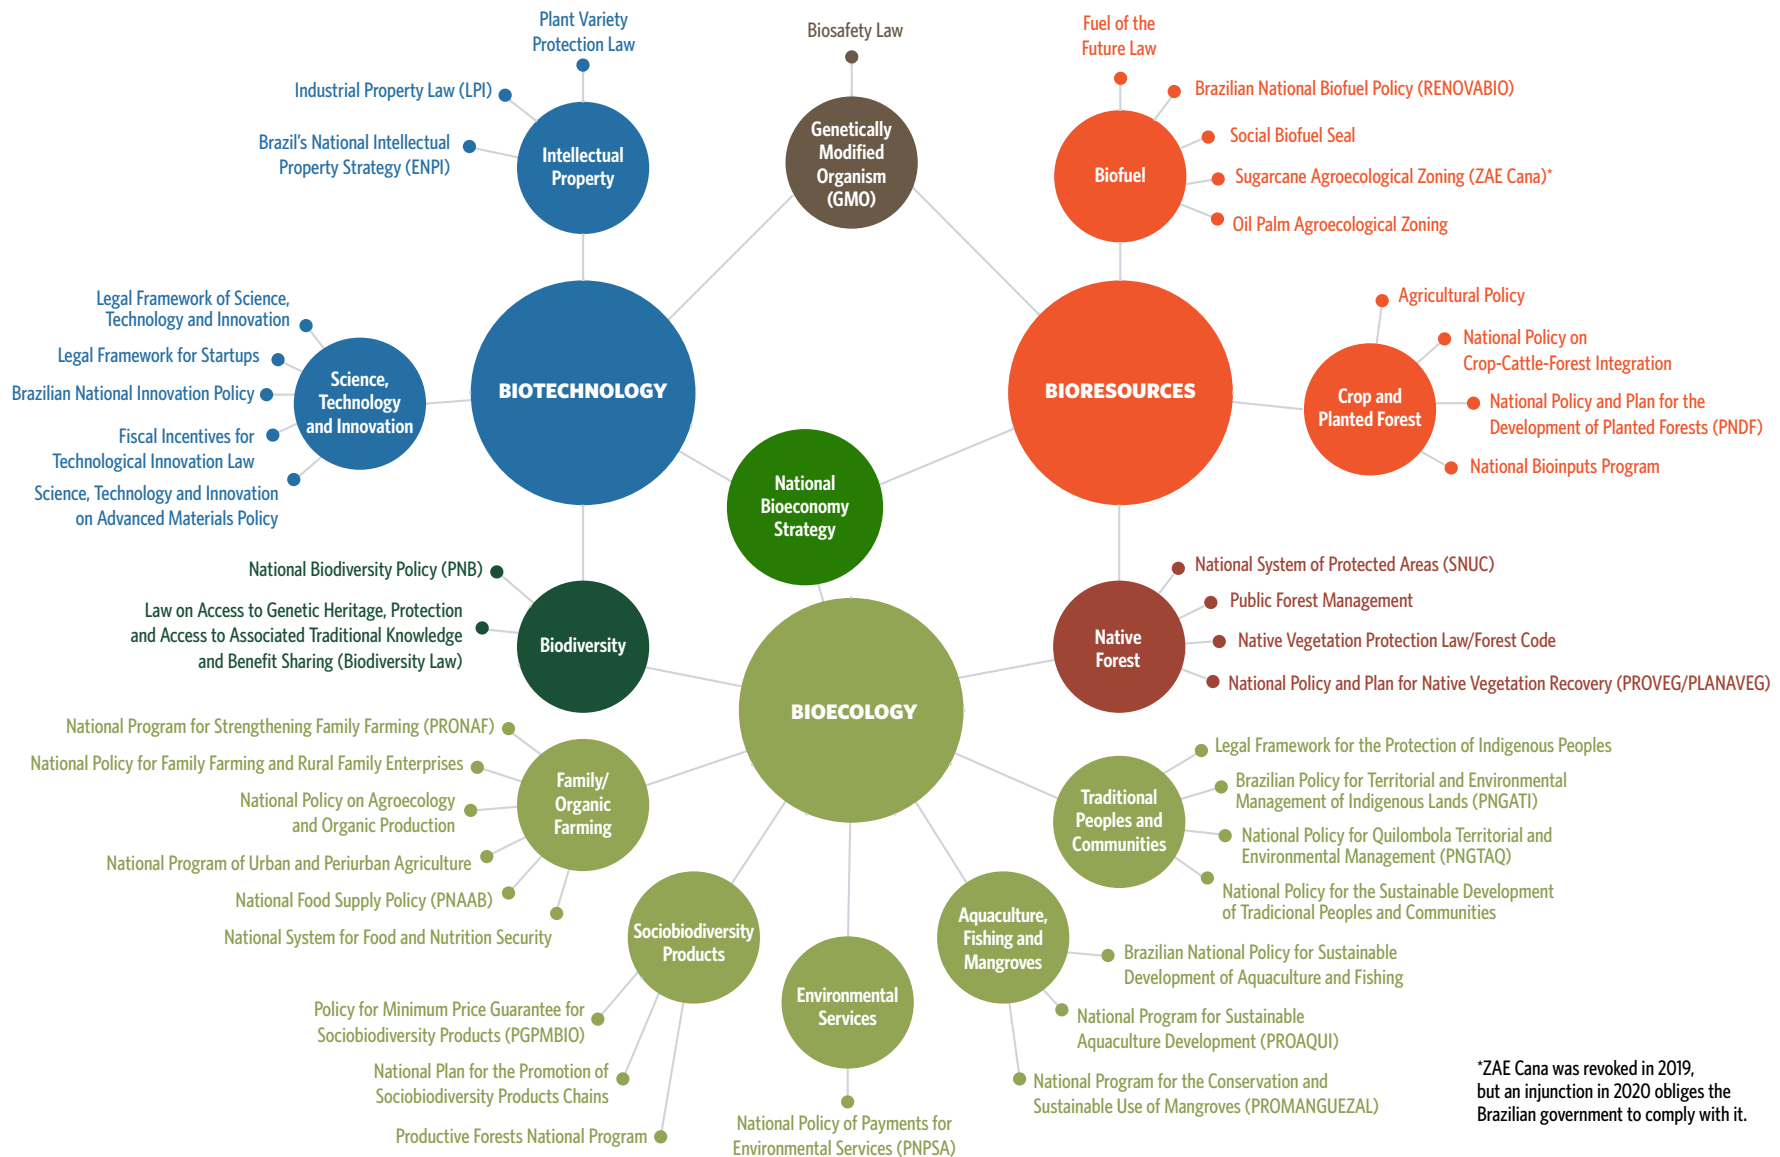 Plant Variety
Protection Law
Industrial Property Law (LPI)
Brazil's National Intellectual
Property Strategy (ENPI)
Intellectual
Property
Biosafety Law
Genetically
Modified
Organism
(GMO)
Fuel of the
Future Law
Brazilian National Biofuel Policy (RENOVABIO)
Social Biofuel Seal
Sugarcane Agroecological Zoning (ZAE Cana)*
Oil Palm Agroecological Zoning
Biofuel
Legal Framework of Science,
Technology and Innovation
Legal Framework for Startups
Brazilian National Innovation Policy
Fiscal Incentives for
Technological Innovation Law
Science, Technology and Innovation
on Advanced Materials Policy
Science,
Technology
and Innovation
BIOTECHNOLOGY
BIORESOURCES
Agricultural Policy
National Policy on
Crop-Cattle-Forest Integration
National Policy and Plan for the
Development of Planted Forests (PNDF)
National Bioinputs Program
Crop and
Planted Forest
National
Bioeconomy
Strategy
National Biodiversity Policy (PNB)
Law on Access to Genetic Heritage, Protection
and Access to Associated Traditional Knowledge
and Benefit Sharing (Biodiversity Law)
Biodiversity
National System of Protected Areas (SNUC)
Public Forest Management
Native Vegetation Protection Law/Forest Code
National Policy and Plan for Native Vegetation Recovery (PROVEG/PLANAVEG)
Native
Forest
BIOECOLOGY
National Program for Strengthening Family Farming (PRONAF)
National Policy for Family Farming and Rural Family Enterprises
National Policy on Agroecology
and Organic Production
National Program of Urban and Periurban Agriculture
National Food Supply Policy (PNAAB)
National System for Food and Nutrition Security
Family/
Organic
Farming
Legal Framework for the Protection of Indigenous Peoples
Brazilian Policy for Territorial and Environmental
Management of Indigenous Lands (PNGATI)
National Policy for Quilombola Territorial and
Environmental Management (PNGTAQ)
National Policy for the Sustainable Development
of Tradicional Peoples and Communities
Traditional
Peoples and
Communities
Sociobiodiversity
Products
Policy for Minimum Price Guarantee for
Sociobiodiversity Products (PGPMBIO)
National Plan for the Promotion of
Sociobiodiversity Products Chains
Productive Forests National Program
Environmental
Services
National Policy of Payments for
Environmental Services (PNPSA)
Aquaculture,
Fishing and
Mangroves
Brazilian National Policy for Sustainable
Development of Aquaculture and Fishing
National Program for Sustainable
Aquaculture Development (PROAQUI)
National Program for the Conservation and
Sustainable Use of Mangroves (PROMANGUEZAL)
*ZAE Cana was revoked in 2019,
but an injunction in 2020 obliges the
Brazilian government to comply with it.